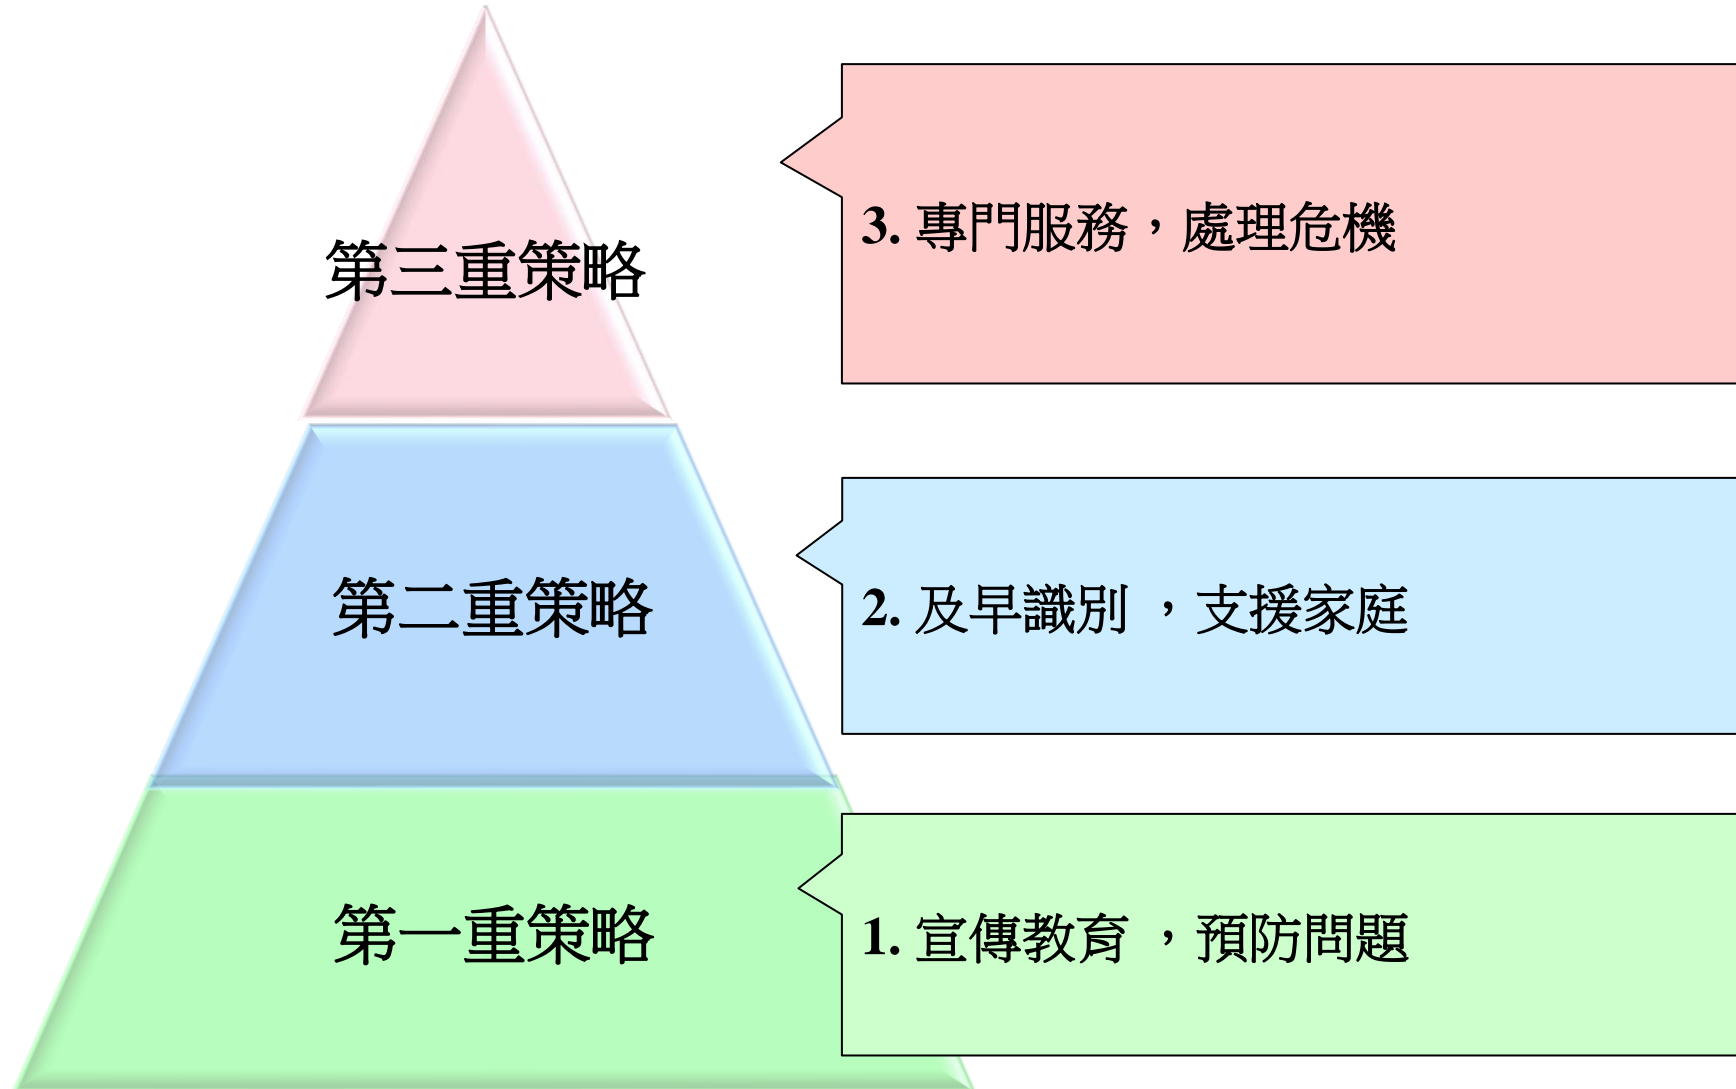 第三重策略
3. 專門服務，處理危機
第二重策略
2. 及早識別 ，支援家庭
第一重策略
1. 宣傳教育 ，預防問題